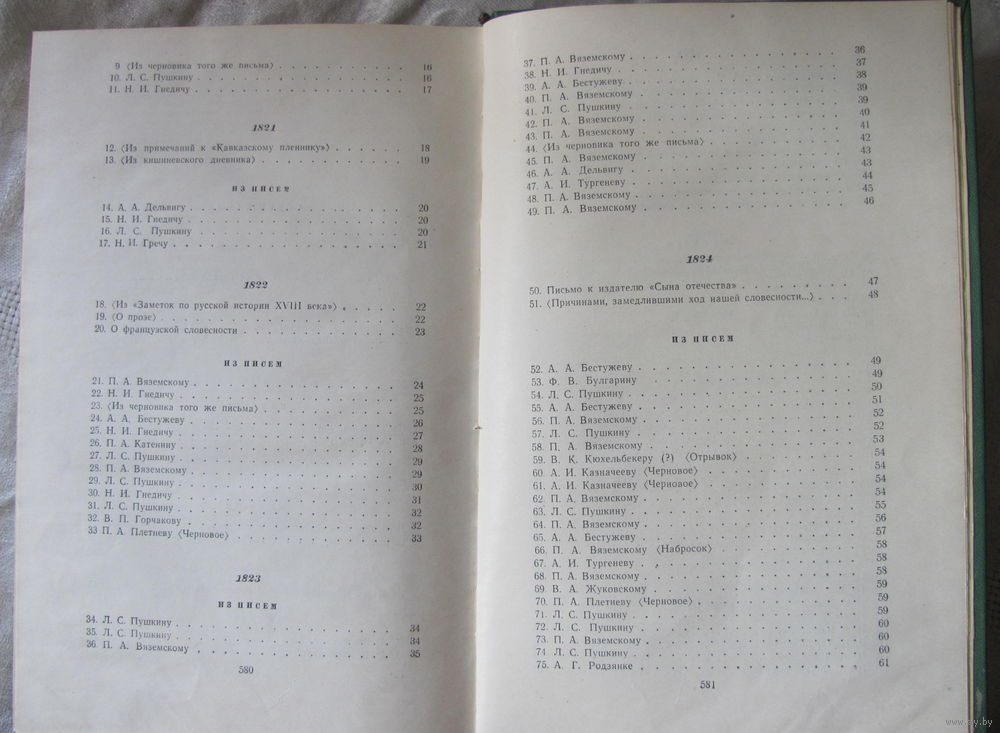 9 〈Из черновика того же письма〉 . . . 16
10. Л. С. Пушкину . . . 16
11. Н. И. Гнедичу . . . 17
1821
12. 〈Из примечаний к «Кавказскому пленнику»〉 . . . 18
13. 〈Из кишиневского дневника〉 . . . 19
ИЗ ПИСЕМ
14. А. А. Дельвигу . . . 20
15. Н. И. Гнедичу . . . 20
16. Л. С. Пушкину . . . 20
17. Н. И. Гречу . . . 21
1822
18. 〈Из «Заметок по русской истории XVIII века»〉 . . . 22
19. 〈О прозе〉 . . . 22
20. О французской словесности . . . 23
ИЗ ПИСЕМ
21. П. А. Вяземскому . . . 24
22. Н. И. Гнедичу . . . 25
23. 〈Из черновика того же письма〉 . . . 25
24. А. А. Бестужеву . . . 26
25. Н. И. Гнедичу . . . 27
26. П. А. Катенину . . . 28
27. Л. С. Пушкину . . . 29
28. П. А. Вяземскому . . . 29
29. Л. С. Пушкину . . . 30
30. Н. И. Гнедичу . . . 31
31. Л. С. Пушкину . . . 32
32. В. П. Горчакову . . . 32
33 П. А. Плетневу 〈Черновое〉 . . . 33
1823
ИЗ ПИСЕМ
34. Л. С. Пушкину . . . 34
35. Л. С. Пушкину . . . 34
36 П. А. Вяземскому . . . 35
580
37. П. А. Вяземскому . . . 36
38. Н. И. Гнедичу . . . 37
39. А. А. Бестужеву . . . 38
40. П. А. Вяземскому . . . 39
41. Л. С. Пушкину . . . 39
42. П. А. Вяземскому . . . 40
43. П. А. Вяземскому . . . 41
44. 〈Из черновика того же письма〉 . . . 42
45. П. А. Вяземскому . . . 43
46. А. А. Дельвигу . . . 43
47. А. И. Тургеневу . . . 44
48. П. А. Вяземскому . . . 45
49. П. А. Вяземскому . . . 46
1824
50. Письмо к издателю «Сына отечества» . . . 47
51. 〈Причинами, замедлившими ход нашей словесности...〉 . . . 48
ИЗ ПИСЕМ
52. А. А. Бестужеву . . . 49
53. Ф. В. Булгарину . . . 49
54. Л. С. Пушкину . . . 50
55. А. А. Бестужеву . . . 51
56. П. А. Вяземскому . . . 52
57. Л. С. Пушкину . . . 52
58. П. А. Вяземскому . . . 53
59. В. К. Кюхельбекеру (?) 〈Отрывок〉 . . . 54
60. А. И. Казначееву 〈Черновое〉 . . . 54
61. А. И. Казначееву 〈Черновое〉 . . . 54
62. П. А. Вяземскому . . . 54
63. Л. С. Пушкину . . . 55
64. П. А. Вяземскому . . . 56
65. А. А. Бестужеву . . . 57
66. П. А. Вяземскому 〈Набросок〉 . . . 58
67. А. И. Тургеневу . . . 58
68. П. А. Вяземскому . . . 58
69 В. А. Жуковскому . . . 59
70. П. А. Плетневу 〈Черновое〉 . . . 59
71. Л. С. Пушкину . . . 59
72. Л. С. Пушкину . . . 60
73. П. А. Вяземскому . . . 60
74 Л. С. Пушкину . . . 60
75. А. Г. Родзянке . . . 61
581
www.ay.by